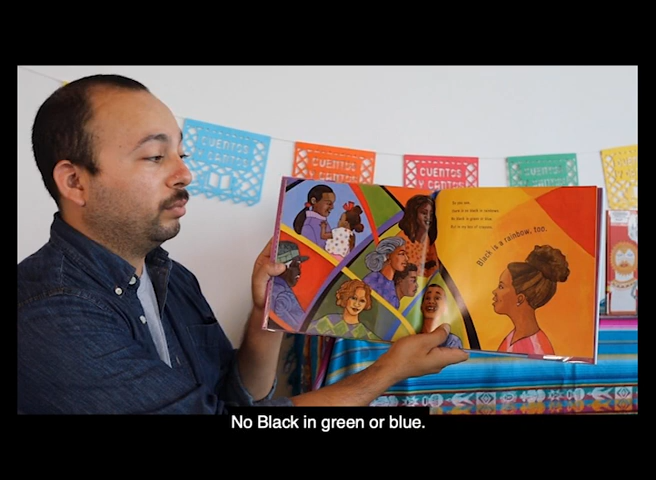 CUENTOS
Y CANTOS
CUENTOS
Y CANTOS
CUENTOS
Y CANTOS
CUENTOS
Y CANTOS
Black is a rainbow, too.
No Black in green or blue.